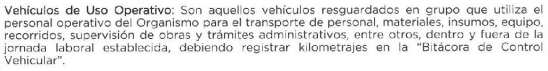 Vehículos de Uso Operativo: Son aquellos vehículos resguardados en grupo que utiliza el
personal operativo del Organismo para el transporte de personal, materiales, insumos, equipo,
recorridos, supervisión de obras y trámites administrativos, entre otros, dentro y fuera de la
jornada laboral establecida, debiendo registrar kilometrajes en la "Bitácora de Control
Vehicular".